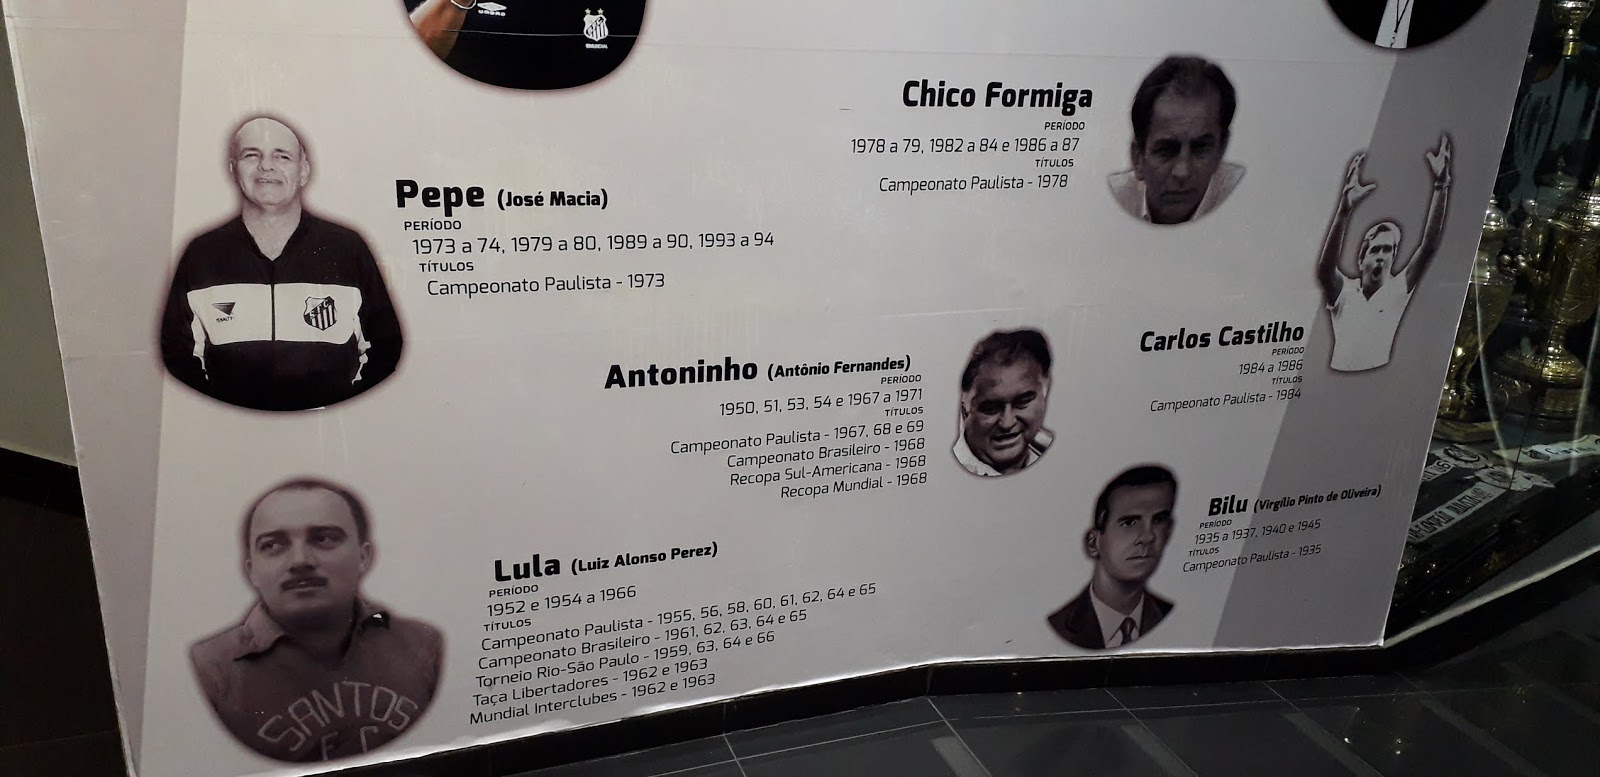 umbro
Chico Formiga
PERÍODO
1978 a 79, 1982 a 84 e 1986 a 87
TÍTULOS
Campeonato Paulista - 1978
Pepe (José Macia)
PERÍODO
1973 a 74, 1979 a 80, 1989 a 90, 1993 a 94
TÍTULOS
Campeonato Paulista - 1973
PENALTY
Carlos Castilho
PERÍODO
1984 a 1986
TÍTULOS
Campeonato Paulista - 1984
Antoninho (Antônio Fernandes)
PERÍODO
1950, 51, 53, 54 e 1967 a 1971
TÍTULOS
Campeonato Paulista - 1967, 68 e 69
Campeonato Brasileiro - 1968
Recopa Sul-Americana - 1968
Recopa Mundial - 1968
Bilu (Virgílio Pinto de Oliveira)
PERÍODO
1935 a 1937, 1940 e 1945
TÍTULOS
Campeonato Paulista - 1935
Lula (Luiz Alonso Perez)
PERÍODO
1952 e 1954 a 1966
TÍTULOS
Campeonato Paulista - 1955, 56, 58, 60, 61, 62, 64 e 65
Campeonato Brasileiro - 1961, 62, 63, 64 e 65
Torneio Rio-São Paulo - 1959, 63, 64 e 66
Taça Libertadores - 1962 e 1963
Mundial Interclubes - 1962 e 1963
SANTOS
F C